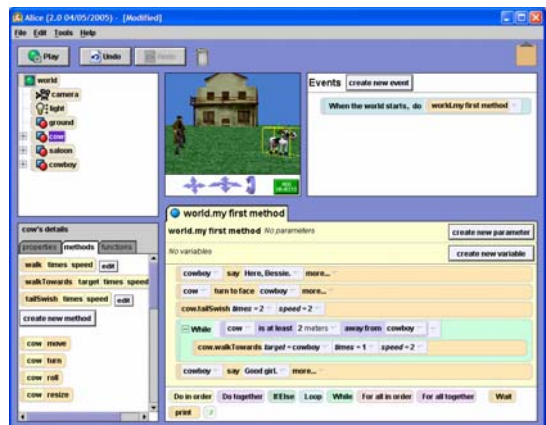 Alice (2.0 04/05/2005) - [Modified]
File Edit Tools Help
Play Undo
world
camera
light
ground
cow
saloon
cowboy
ADD OBJECTS
Events create new event
When the world starts, do world.my first method
cow's details
properties methods functions
walk times speed edit
walkTowards target times speed
tailSwish times speed edit
create new method
cow move
cow turn
cow roll
cow resize
world.my first method
world.my first method No parameters create new parameter
No variables create new variable
cowboy say Here, Bessie. more...
cow turn to face cowboy more...
cow.tailSwish times = 2 speed = 2
While cow is at least 2 meters away from cowboy
cow.walkTowards target = cowboy times = 1 speed = 2
cowboy say Good girl. more...
Do in order Do together If/Else Loop While For all in order For all together Wait
print //